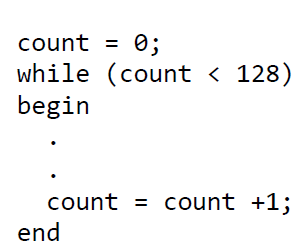 count = 0;
while (count < 128)
begin
.
.
count = count +1;
end